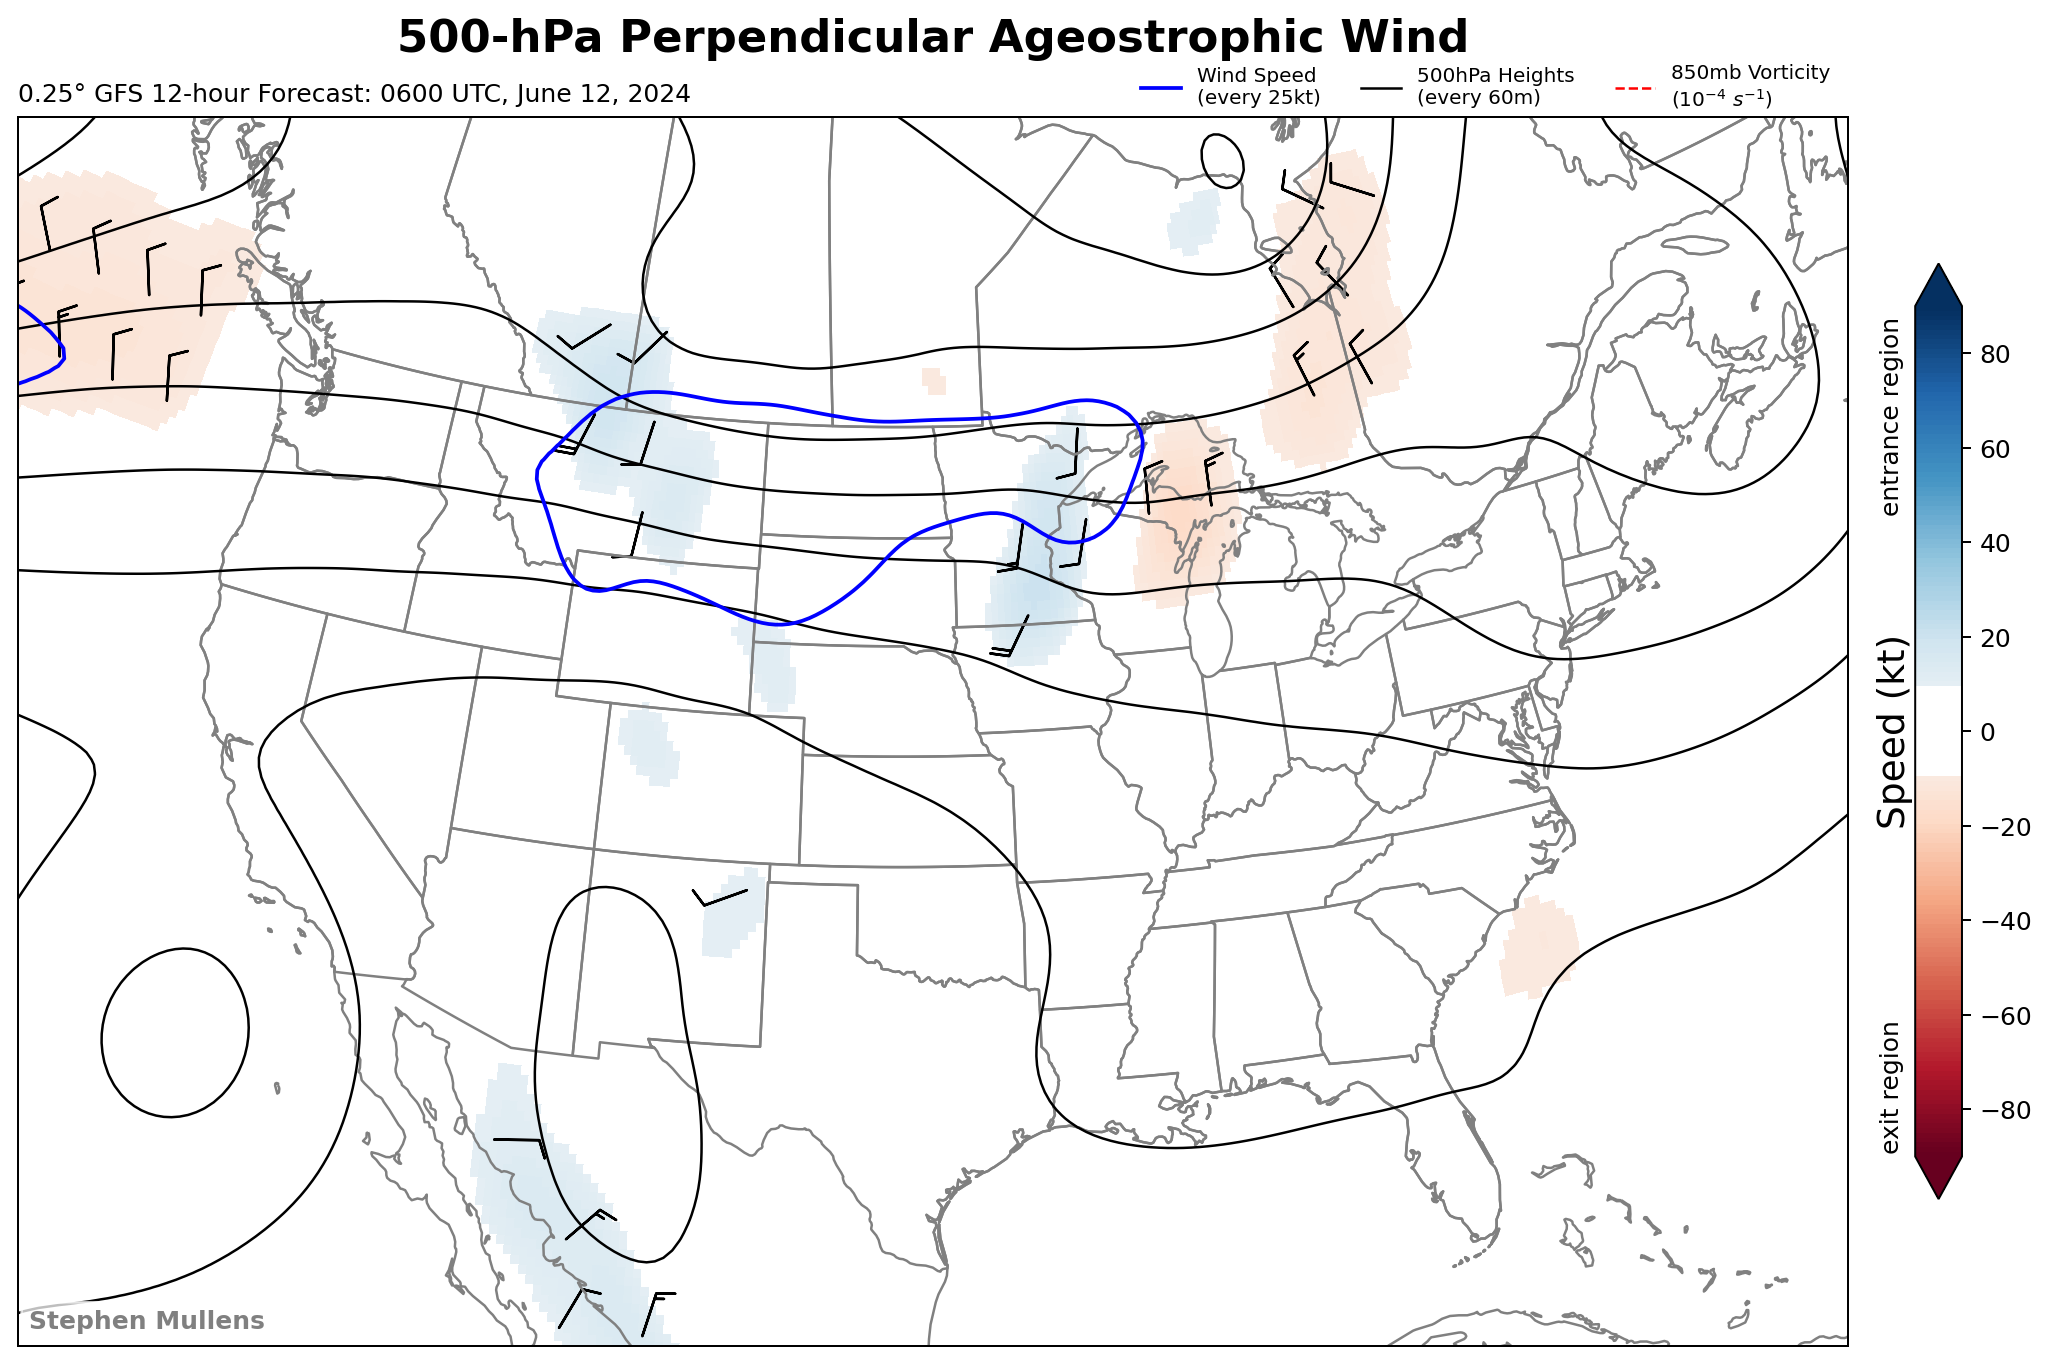 500-hPa Perpendicular Ageostrophic Wind
0.25° GFS 12-hour Forecast: 0600 UTC, June 12, 2024
Wind Speed
(every 25kt)
500hPa Heights
(every 60m)
850mb Vorticity
(10⁻⁴ s⁻¹)
entrance region
Speed (kt)
exit region
80
60
40
20
0
−20
−40
−60
−80
Stephen Mullens